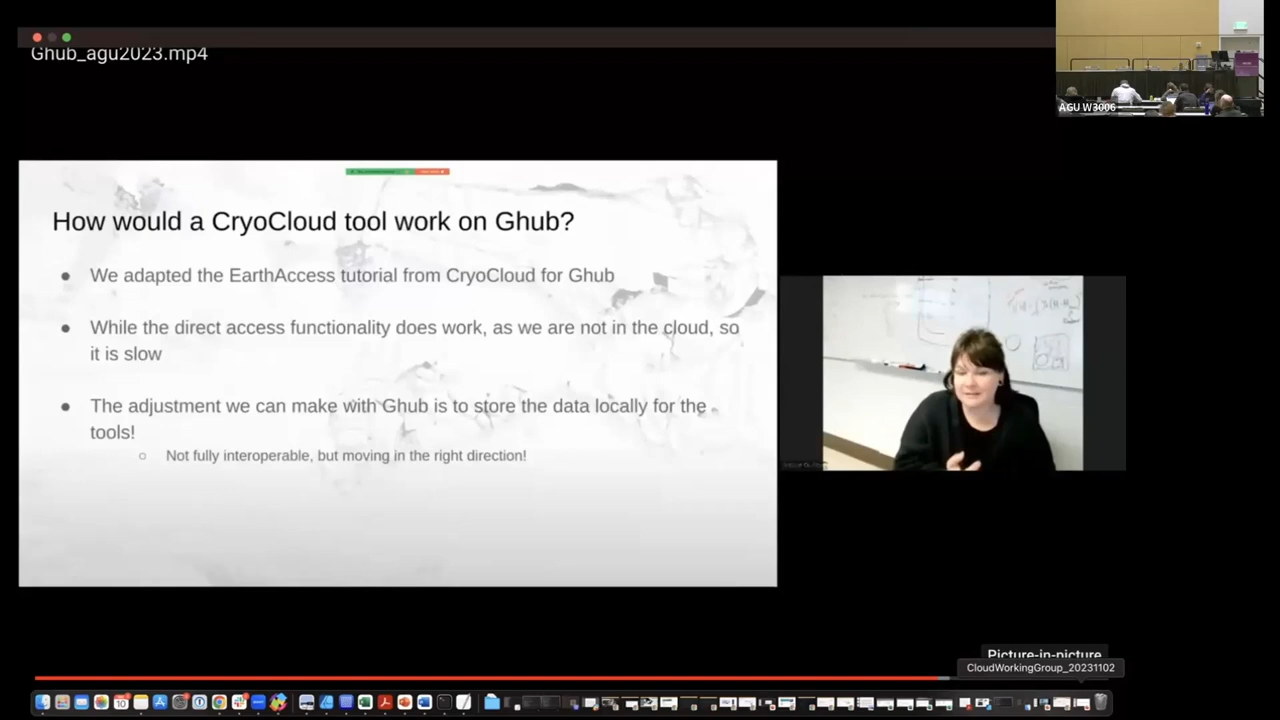 Ghub_agu2023.mp4
AGU W3006
How would a CryoCloud tool work on Ghub?
● We adapted the EarthAccess tutorial from CryoCloud for Ghub
● While the direct access functionality does work, as we are not in the cloud, so
it is slow
● The adjustment we can make with Ghub is to store the data locally for the
tools!
○ Not fully interoperable, but moving in the right direction!
Picture-in-picture
CloudWorkingGroup_20231102